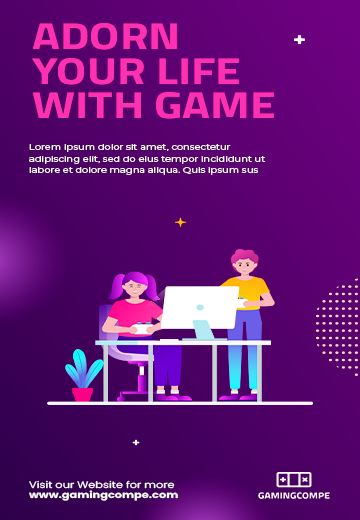 ADORN
YOUR LIFE
WITH GAME
Lorem ipsum dolor sit amet, consectetur
adipiscing elit, sed do eius tempor incididunt ut
labore et dolore magna aliqua. Quis ipsum sus
Visit our Website for more
www.gamingcompe.com
GAMINGCOMPE